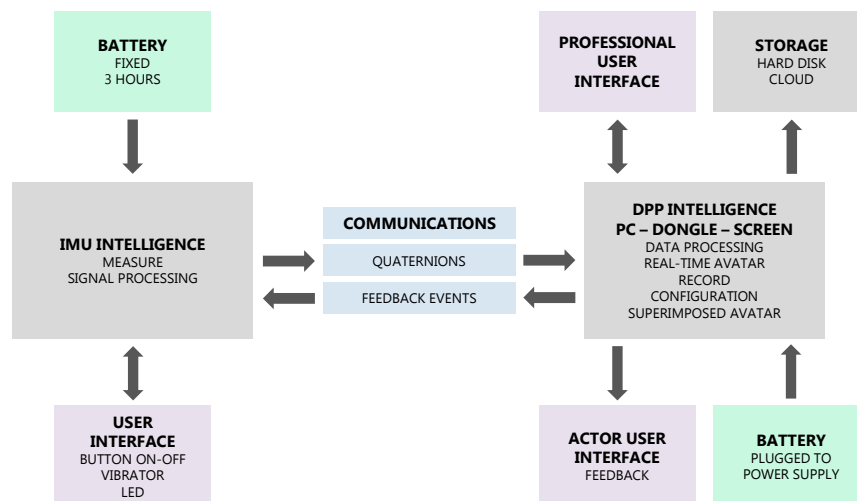 BATTERY
FIXED
3 HOURS
PROFESSIONAL
USER
INTERFACE
STORAGE
HARD DISK
CLOUD
IMU INTELLIGENCE
MEASURE
SIGNAL PROCESSING
COMMUNICATIONS
QUATERNIONS
FEEDBACK EVENTS
DPP INTELLIGENCE
PC – DONGLE – SCREEN
DATA PROCESSING
REAL-TIME AVATAR
RECORD
CONFIGURATION
SUPERIMPOSED AVATAR
USER
INTERFACE
BUTTON ON-OFF
VIBRATOR
LED
ACTOR USER
INTERFACE
FEEDBACK
BATTERY
PLUGGED TO
POWER SUPPLY